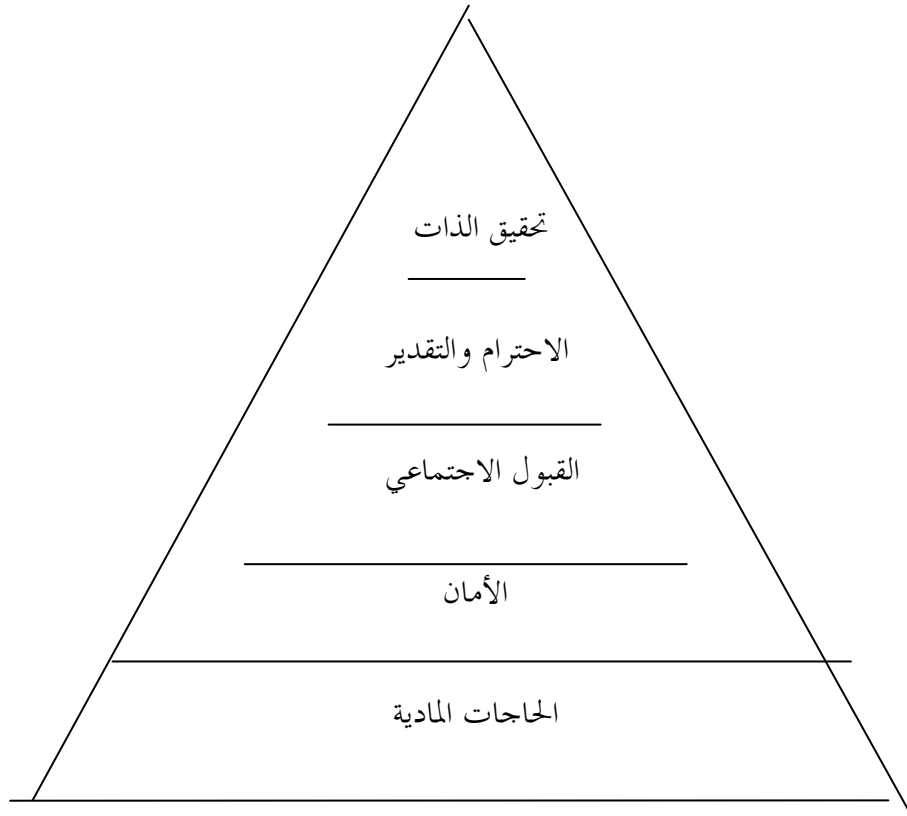 تحقيق الذات
الاحترام والتقدير
القبول الاجتماعي
الأمان
الحاجات المادية